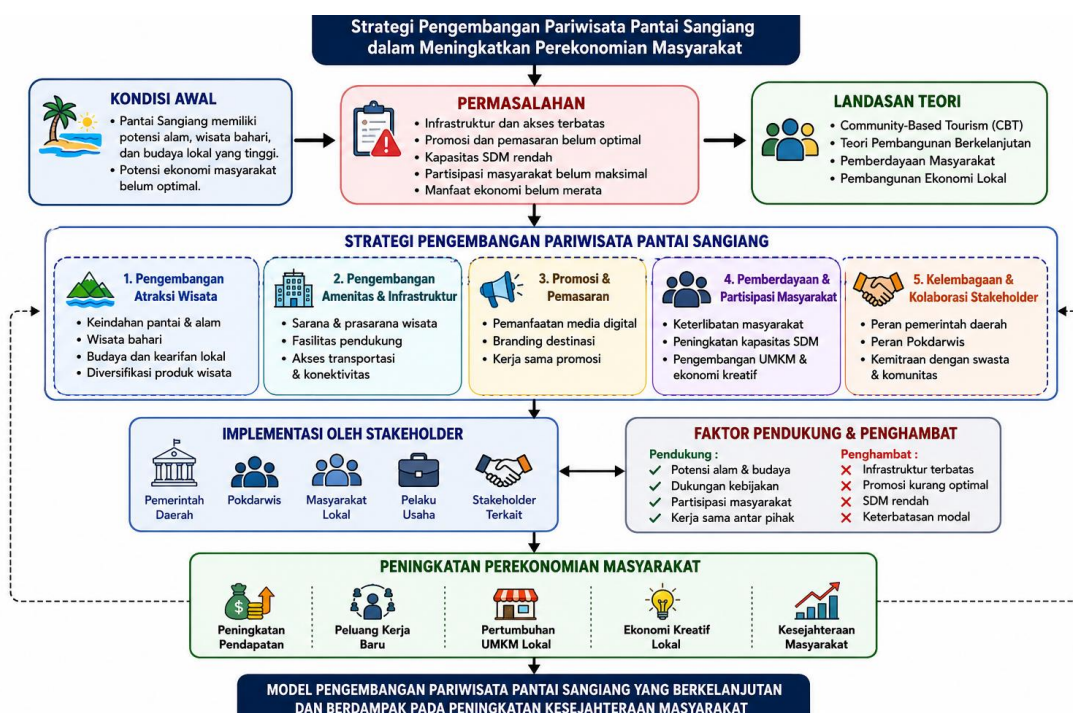 Strategi Pengembangan Pariwisata Pantai Sangiang
dalam Meningkatkan Perekonomian Masyarakat
KONDISI AWAL
• Pantai Sangiang memiliki
potensi alam, wisata bahari,
dan budaya lokal yang tinggi.
• Potensi ekonomi masyarakat
belum optimal.
PERMASALAHAN
• Infrastruktur dan akses terbatas
• Promosi dan pemasaran belum optimal
• Kapasitas SDM rendah
• Partisipasi masyarakat belum maksimal
• Manfaat ekonomi belum merata
LANDASAN TEORI
• Community-Based Tourism (CBT)
• Teori Pembangunan Berkelanjutan
• Pemberdayaan Masyarakat
• Pembangunan Ekonomi Lokal
STRATEGI PENGEMBANGAN PARIWISATA PANTAI SANGIANG
1. Pengembangan
Atraksi Wisata
• Keindahan pantai & alam
• Wisata bahari
• Budaya dan kearifan lokal
• Diversifikasi produk wisata
2. Pengembangan
Amenitas & Infrastruktur
• Sarana & prasarana wisata
• Fasilitas pendukung
• Akses transportasi
& konektivitas
3. Promosi &
Pemasaran
• Pemanfaatan media digital
• Branding destinasi
• Kerja sama promosi
4. Pemberdayaan &
Partisipasi Masyarakat
• Keterlibatan masyarakat
• Peningkatan kapasitas SDM
• Pengembangan UMKM &
ekonomi kreatif
5. Kelembagaan &
Kolaborasi Stakeholder
• Peran pemerintah daerah
• Peran Pokdarwis
• Kemitraan dengan swasta
& komunitas
IMPLEMENTASI OLEH STAKEHOLDER
Pemerintah
Daerah
Pokdarwis
Masyarakat
Lokal
Pelaku
Usaha
Stakeholder
Terkait
FAKTOR PENDUKUNG & PENGHAMBAT
Pendukung :
✓ Potensi alam & budaya
✓ Dukungan kebijakan
✓ Partisipasi masyarakat
✓ Kerja sama antar pihak
Penghambat :
✗ Infrastruktur terbatas
✗ Promosi kurang optimal
✗ SDM rendah
✗ Keterbatasan modal
PENINGKATAN PEREKONOMIAN MASYARAKAT
Peningkatan
Pendapatan
Peluang Kerja
Baru
Pertumbuhan
UMKM Lokal
Ekonomi Kreatif
Lokal
Kesejahteraan
Masyarakat
MODEL PENGEMBANGAN PARIWISATA PANTAI SANGIANG YANG BERKELANJUTAN
DAN BERDAMPAK PADA PENINGKATAN KESEJAHTERAAN MASYARAKAT